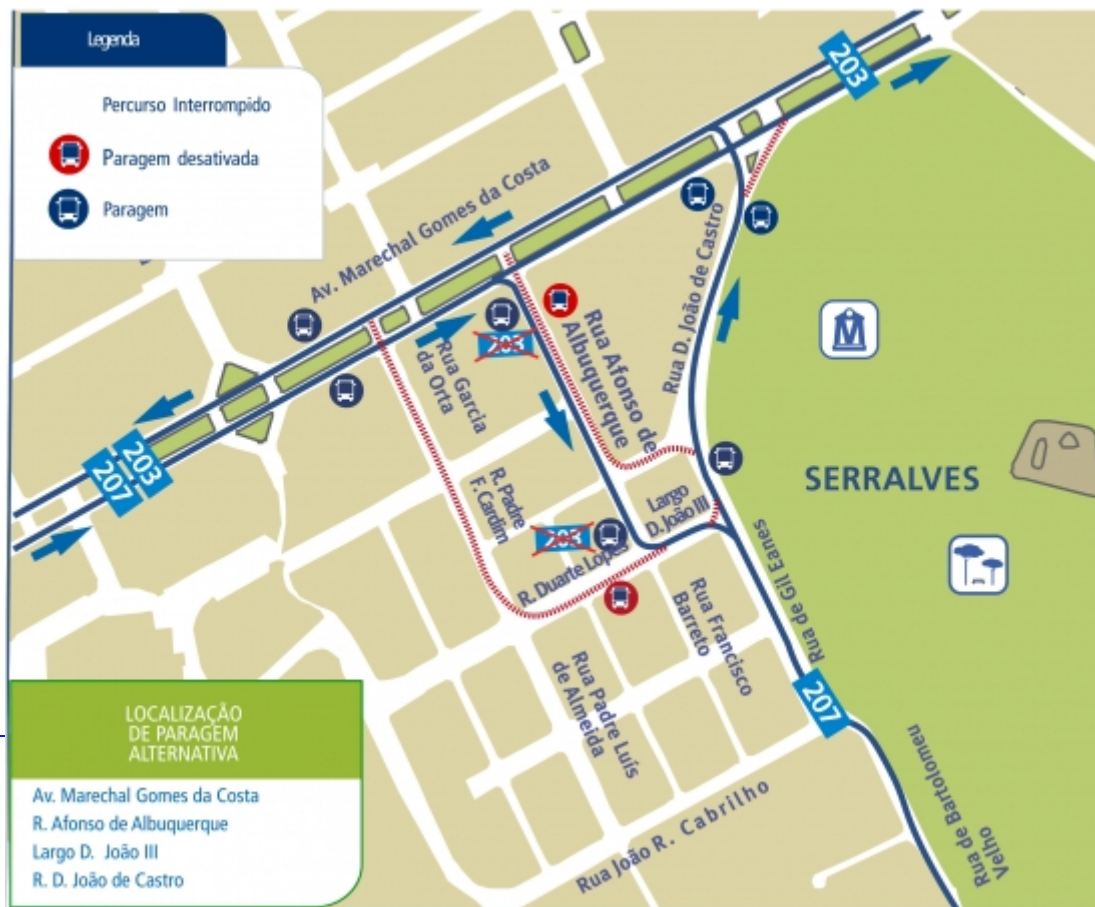 Legenda
Percurso Interrompido
Paragem desativada
Paragem
203
Av. Marechal Gomes da Costa
Rua D. João de Castro
Rua Afonso de
Albuquerque
Rua Garcia
da Orta
203
207
SERRALVES
R. Padre
F. Cardim
Largo
D. João III
R. Duarte Lopes
Rua de Gil Eanes
Rua Francisco
Barreto
Rua Padre Luís
de Almeida
207
Rua de Bartolomeu
Velho
Rua João R. Cabrilho
LOCALIZAÇÃO
DE PARAGEM
ALTERNATIVA
Av. Marechal Gomes da Costa
R. Afonso de Albuquerque
Largo D. João III
R. D. João de Castro